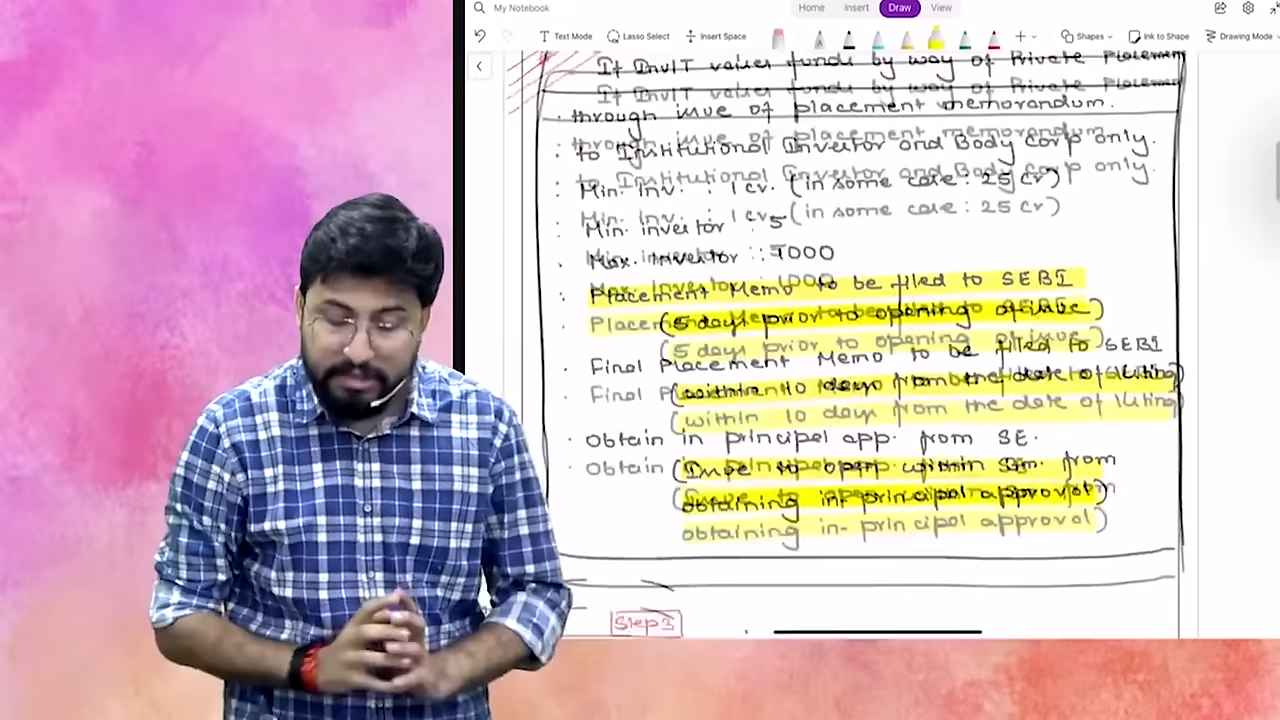 My Notebook
Home Insert Draw View
Text Mode Lasso Select Insert Space Shapes Ink to Shape Drawing Mode
If InvIT values funds by way of Private Placemen
through issue of placement memorandum.
to Institutional Investor and Body Corp only.
Min. Inv. : 1 cr. (in some case : 25 cr)
Min. investor : 5
Max. Investor : 1000
Placement Memo to be filed to SEBI
(5 days prior to opening of issue)
Final Placement Memo to be filed to SEBI
(within 10 days from the date of listing)
Obtain in principal app. from SE.
(Issue to open within from
obtaining in-principal approval)
Step I